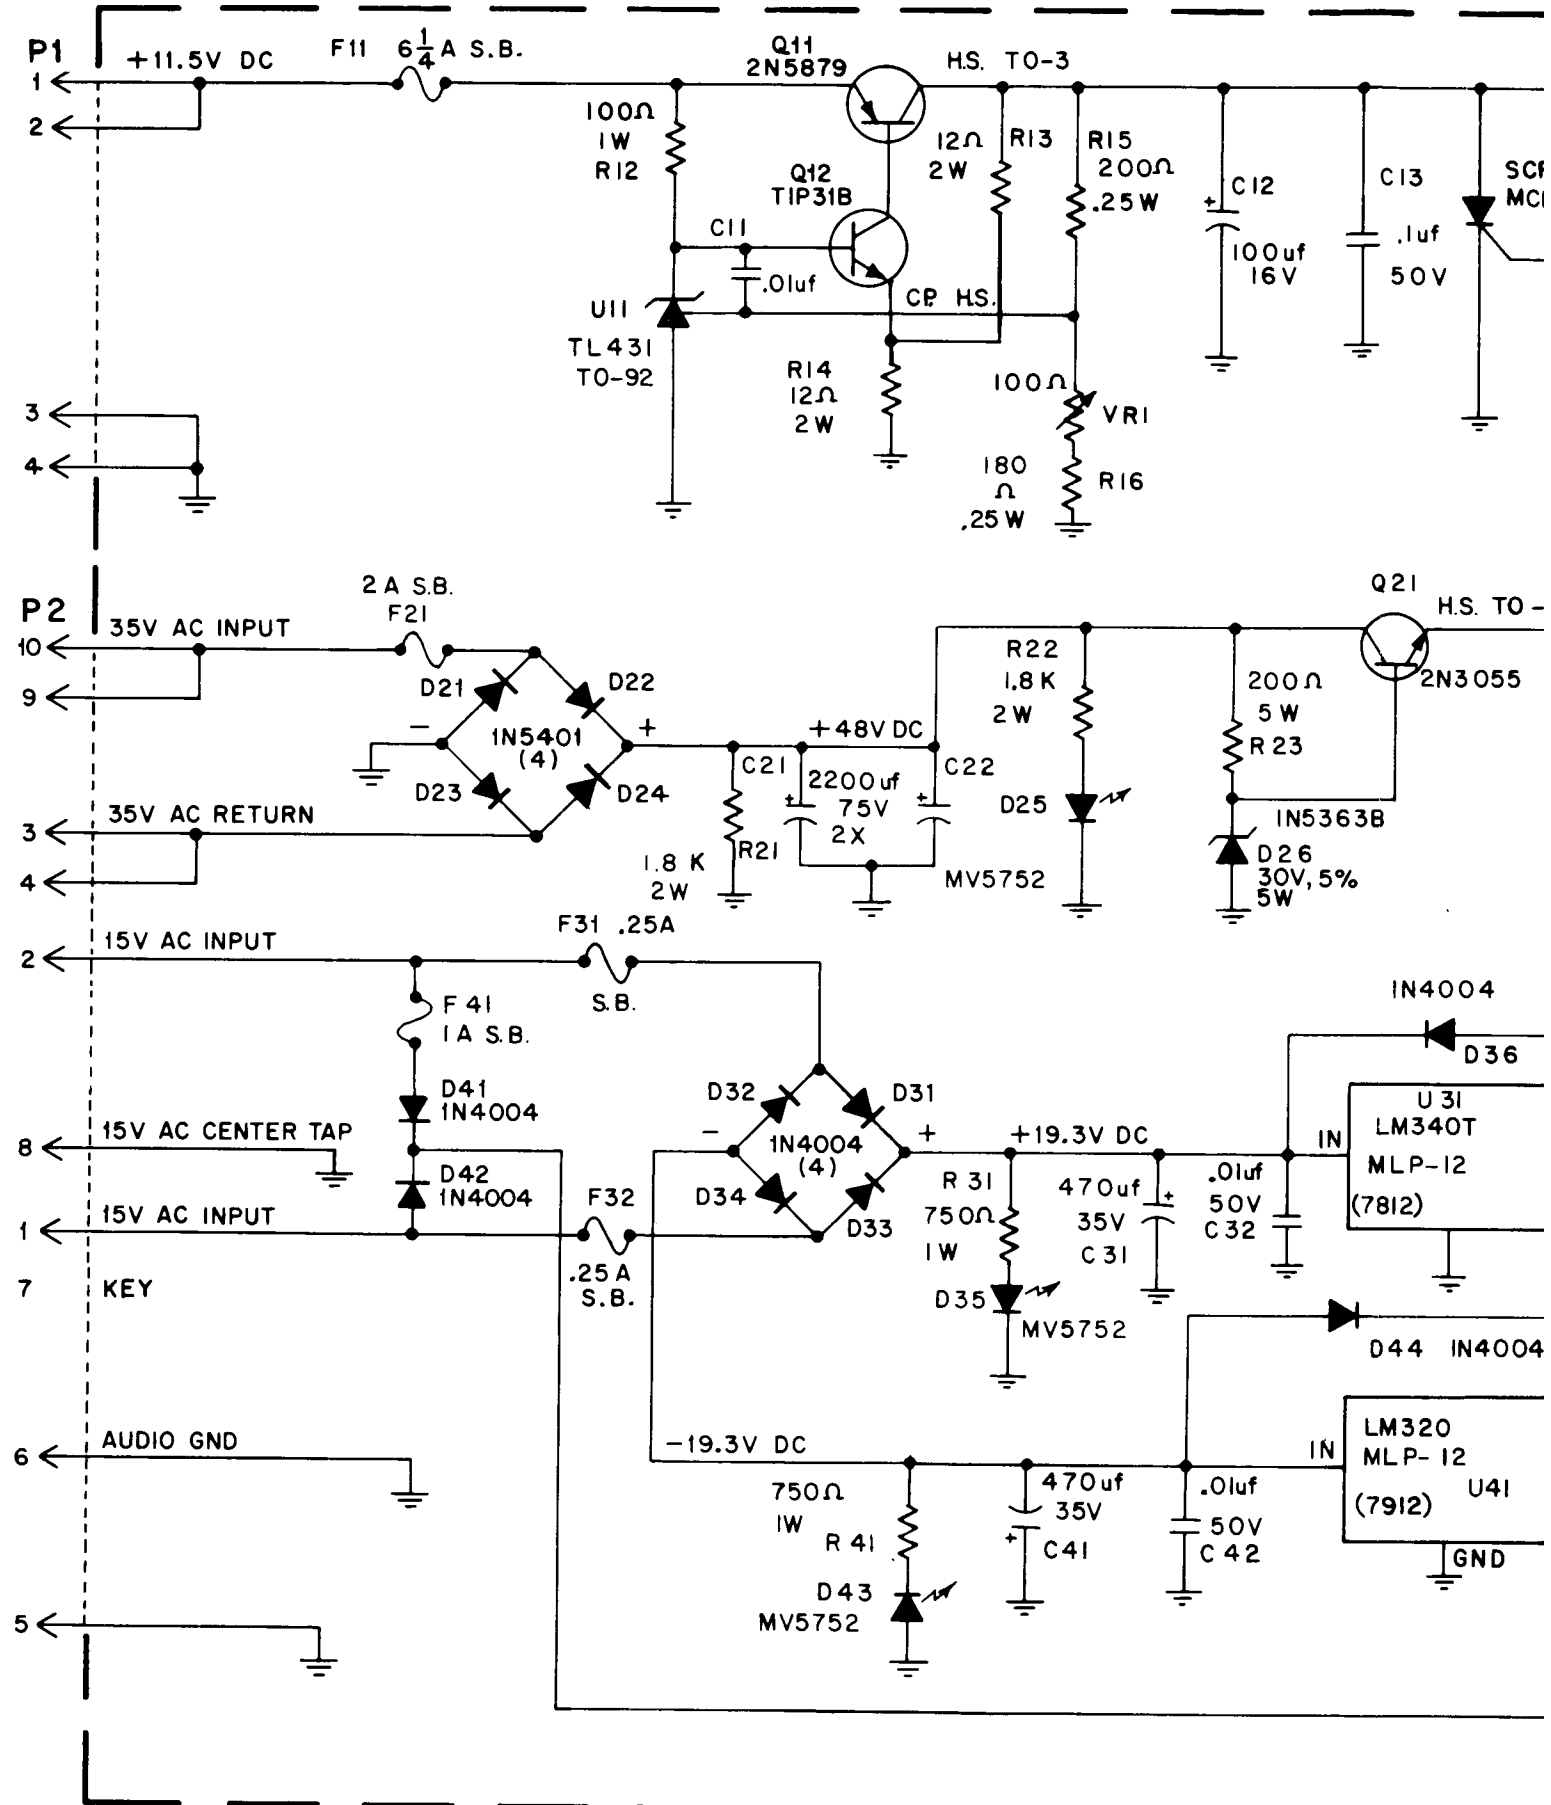 P1
+11.5V DC
F11 6 1/4 A S.B.
Q11
2N5879
H.S. TO-3
1
2
100Ω
1W
R12
Q12
TIP31B
12Ω
2W
R13
R15
200Ω
.25W
C12
100uf
16V
C13
.1uf
50V
C11
.01uf
U11
TL431
TO-92
CP. H.S.
R14
12Ω
2W
100Ω
VR1
180
Ω
.25W
R16
3
4
P2
2A S.B.
F21
10
35V AC INPUT
9
D21
D22
1N5401
(4)
D23
D24
-
+
3
35V AC RETURN
4
+48V DC
C21
2200uf
75V
2X
C22
R21
1.8 K
2W
R22
1.8K
2W
D25
MV5752
Q21
H.S. TO-
2N3055
200Ω
5W
R23
1N5363B
D26
30V, 5%
5W
2
15V AC INPUT
F31 .25A
S.B.
F41
1A S.B.
D41
1N4004
8
15V AC CENTER TAP
D42
1N4004
1
15V AC INPUT
F32
.25A
S.B.
7
KEY
D32
D31
1N4004
(4)
D34
D33
-
+
+19.3V DC
R31
750Ω
1W
D35
MV5752
470uf
35V
C31
.01uf
50V
C32
1N4004
D36
IN
U31
LM340T
MLP-12
(7812)
D44 1N4004
6
AUDIO GND
-19.3V DC
750Ω
1W
R41
D43
MV5752
470uf
35V
C41
.01uf
50V
C42
IN
LM320
MLP-12
(7912)
U41
GND
5